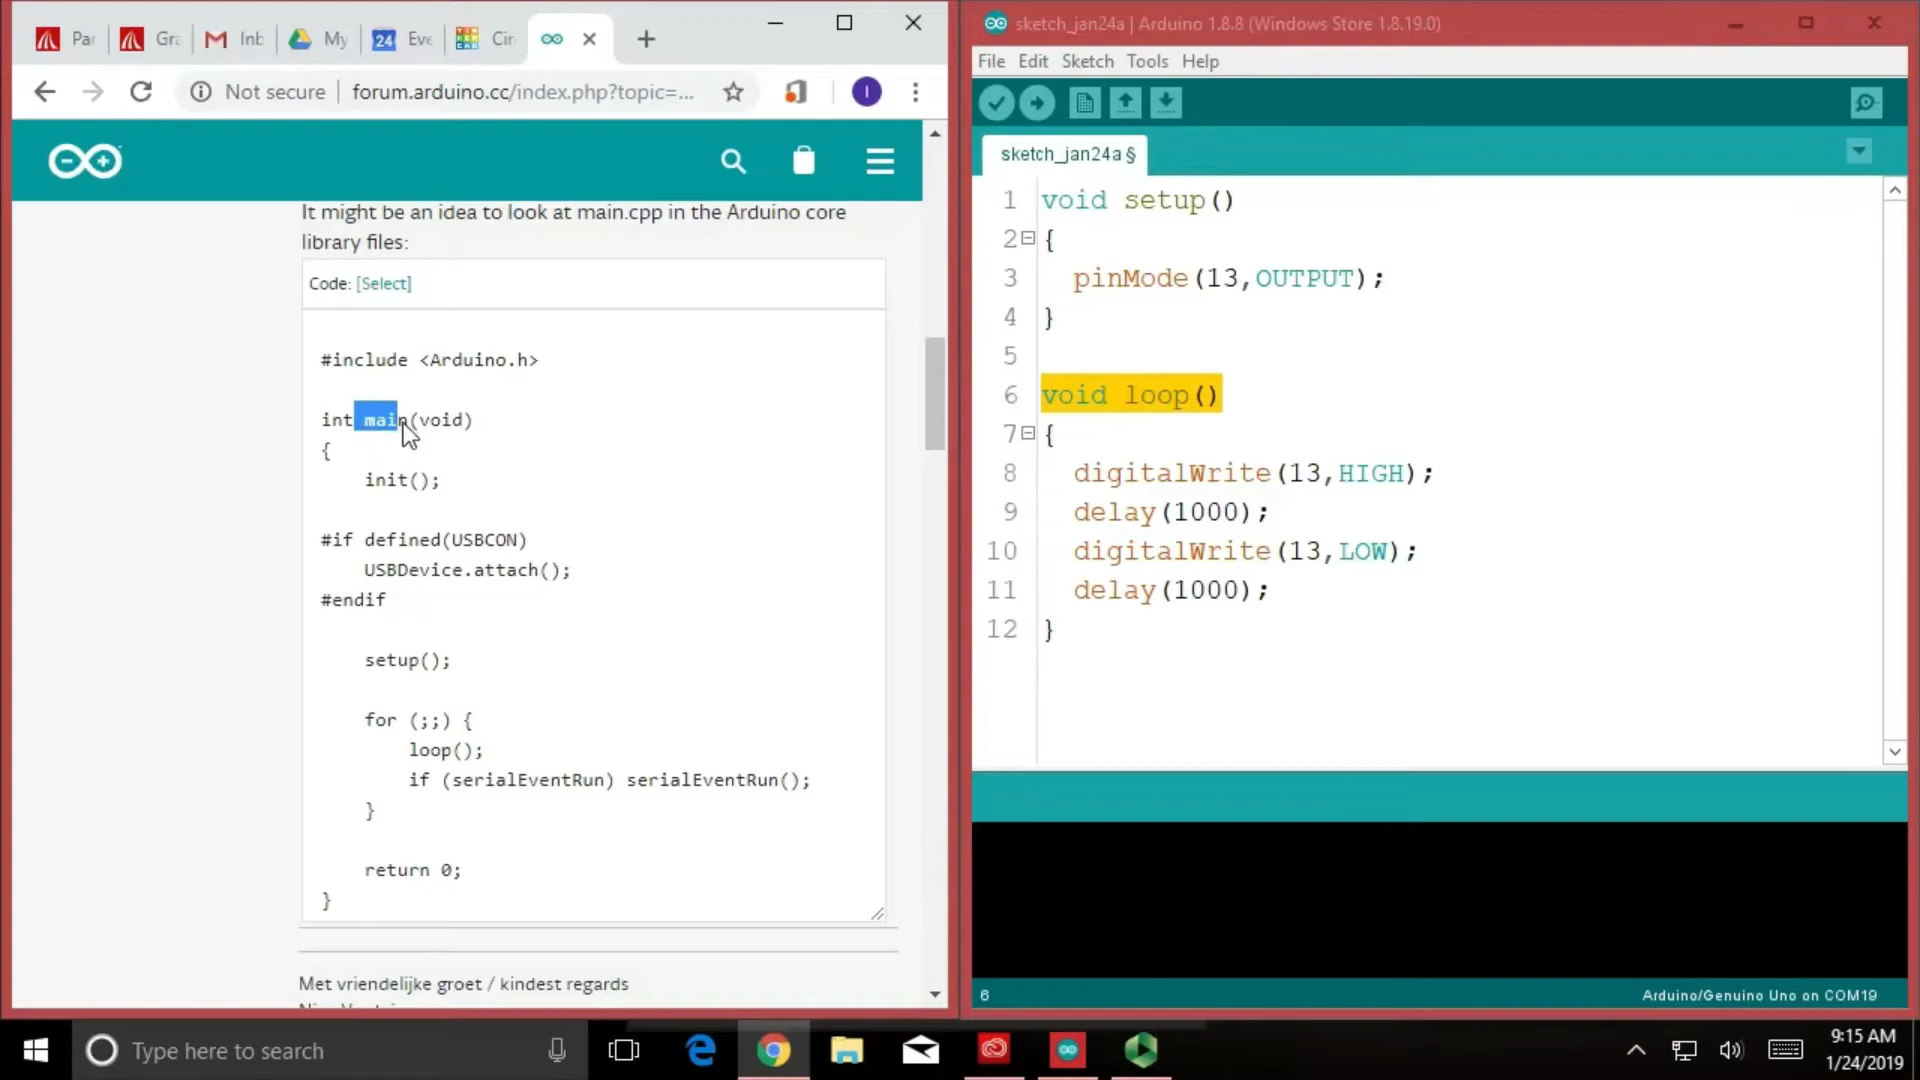 Par
Gra
Inb
My
24 Eve
Cir
Not secure forum.arduino.cc/index.php?topic=...
I
It might be an idea to look at main.cpp in the Arduino core
library files:
Code: [Select]
#include <Arduino.h>
int main(void)
{
init();
#if defined(USBCON)
USBDevice.attach();
#endif
setup();
for (;;) {
loop();
if (serialEventRun) serialEventRun();
}
return 0;
}
Met vriendelijke groet / kindest regards
sketch_jan24a | Arduino 1.8.8 (Windows Store 1.8.19.0)
File Edit Sketch Tools Help
sketch_jan24a §
1 void setup()
2 {
3 pinMode(13,OUTPUT);
4 }
5
6 void loop()
7 {
8 digitalWrite(13,HIGH);
9 delay(1000);
10 digitalWrite(13,LOW);
11 delay(1000);
12 }
6 Arduino/Genuino Uno on COM19
Type here to search
9:15 AM
1/24/2019